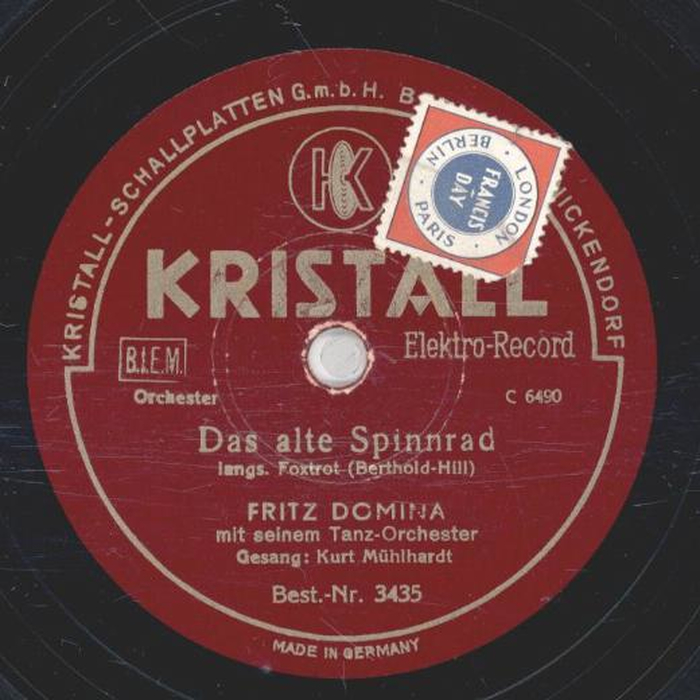 KRISTALL-SCHALLPLATTEN G.m.b.H. B
NICKENDORF
K
LONDON · PARIS · BERLIN ·
FRANCIS
DAY
KRISTALL
Elektro-Record
B.I.E.M.
Orchester
C 6490
Das alte Spinnrad
langs. Foxtrot (Berthold-Hill)
FRITZ DOMINA
mit seinem Tanz-Orchester
Gesang: Kurt Mühlhardt
Best.-Nr. 3435
MADE IN GERMANY